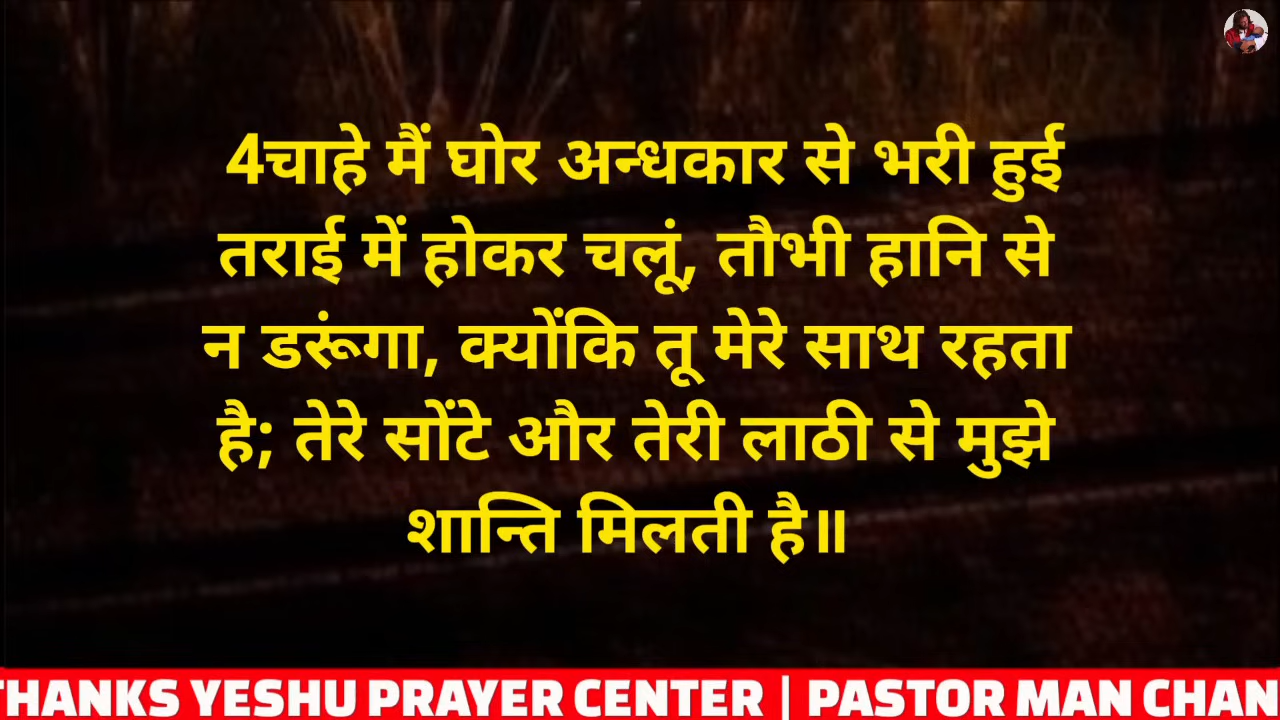 4चाहे मैं घोर अन्धकार से भरी हुई
तराई में होकर चलूं, तौभी हानि से
न डरूंगा, क्योंकि तू मेरे साथ रहता
है; तेरे सोंटे और तेरी लाठी से मुझे
शान्ति मिलती है॥
THANKS YESHU PRAYER CENTER | PASTOR MAN CHAN